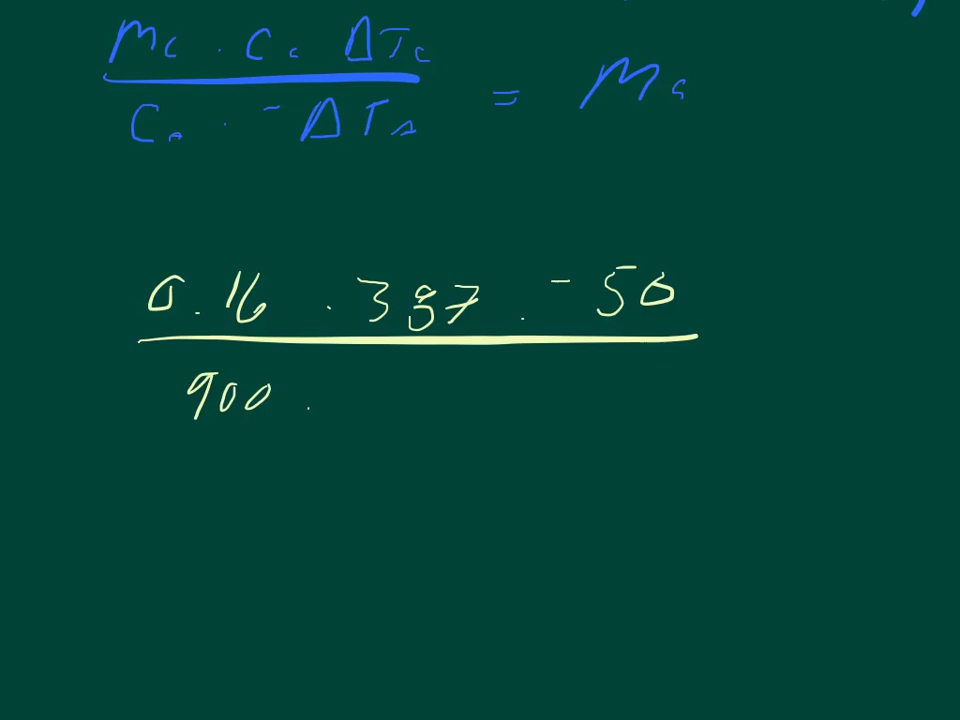 Mc · Cc ΔTc
Ca · -ΔTa = Ma
0.16 · 387 · -50
900 ·